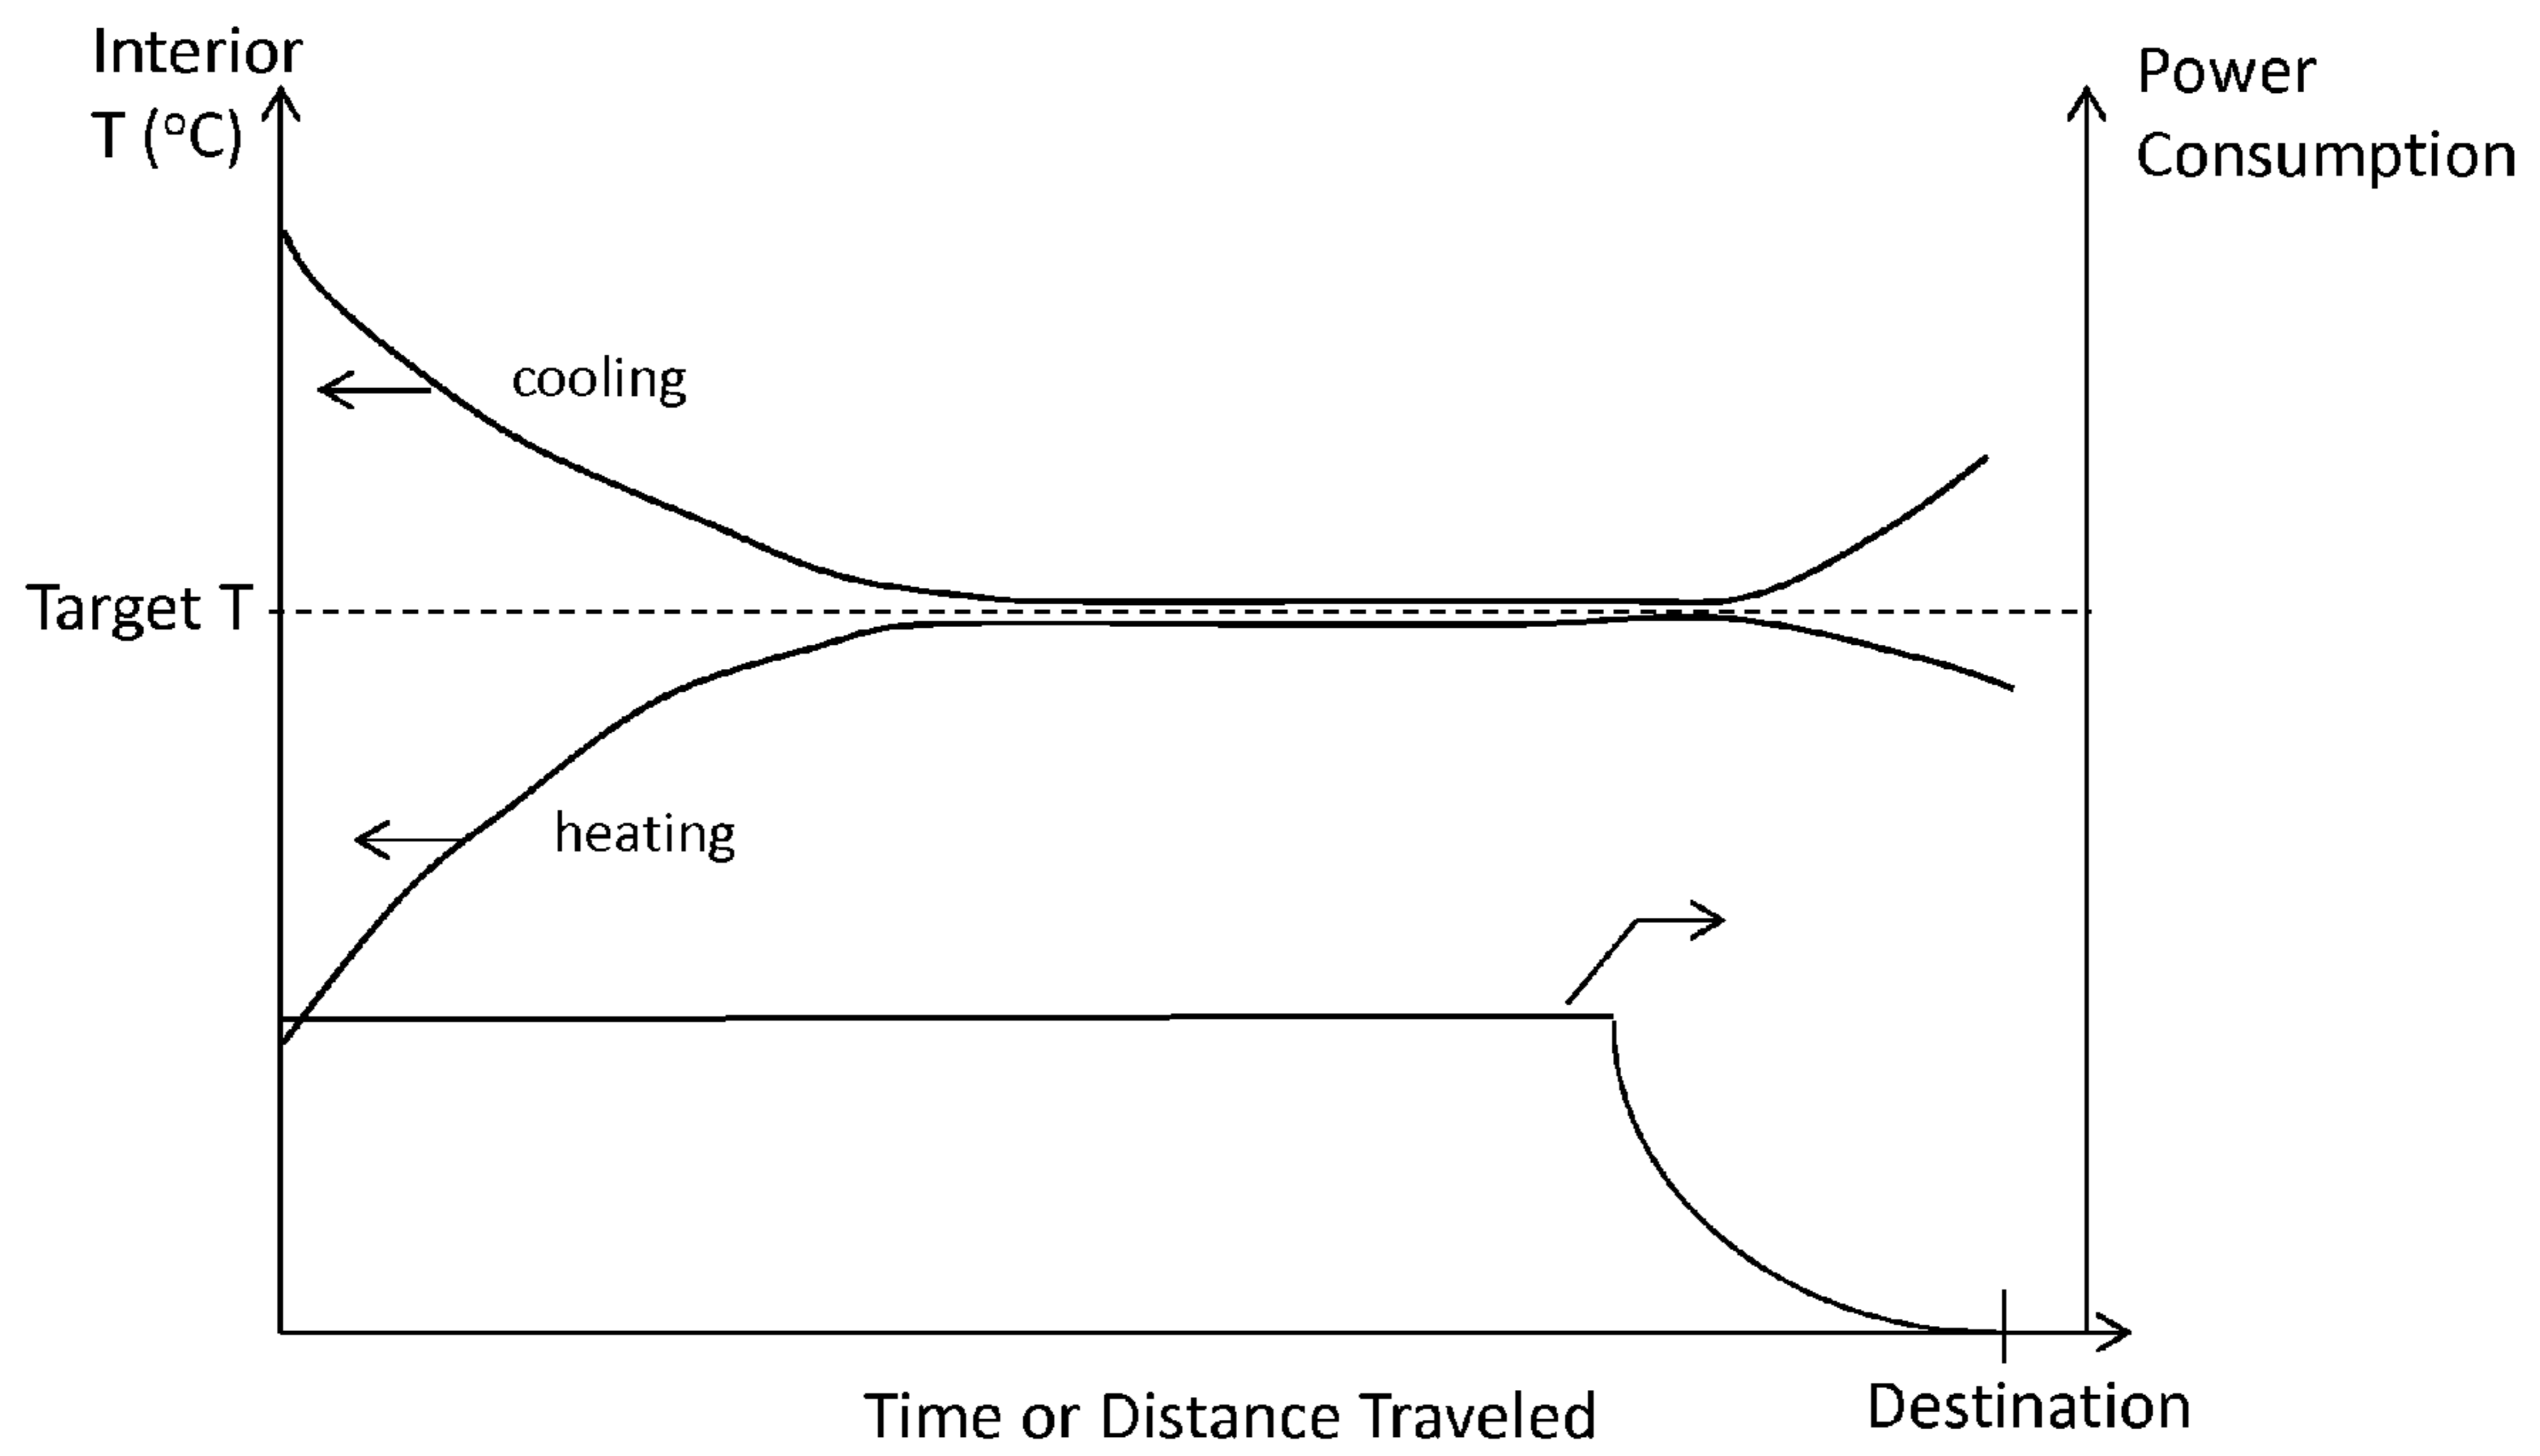 Interior
T (°C)
Power
Consumption
cooling
Target T
heating
Time or Distance Traveled
Destination